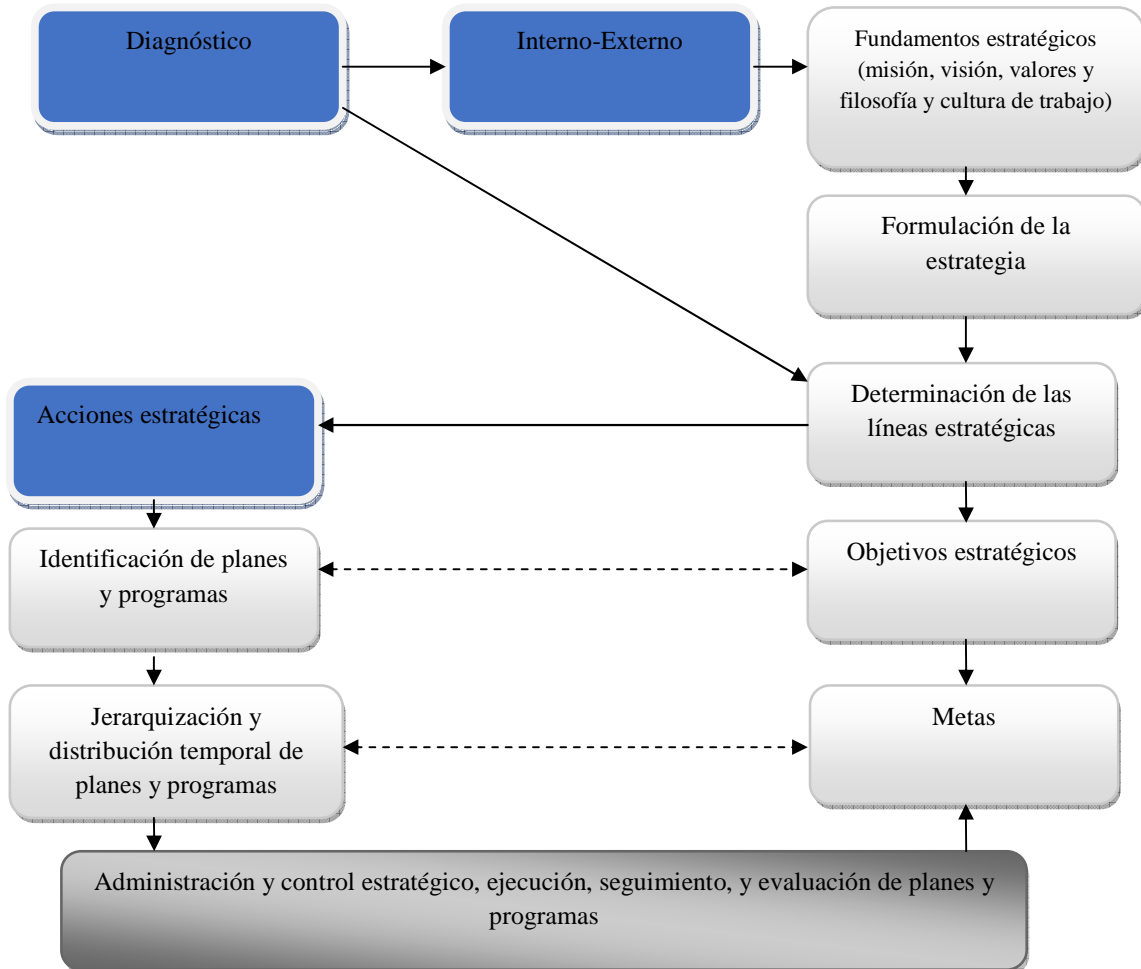 Diagnóstico
Interno-Externo
Fundamentos estratégicos
(misión, visión, valores y
filosofía y cultura de trabajo)
Formulación de la
estrategia
Acciones estratégicas
Determinación de las
líneas estratégicas
Identificación de planes
y programas
Objetivos estratégicos
Jerarquización y
distribución temporal de
planes y programas
Metas
Administración y control estratégico, ejecución, seguimiento, y evaluación de planes y
programas